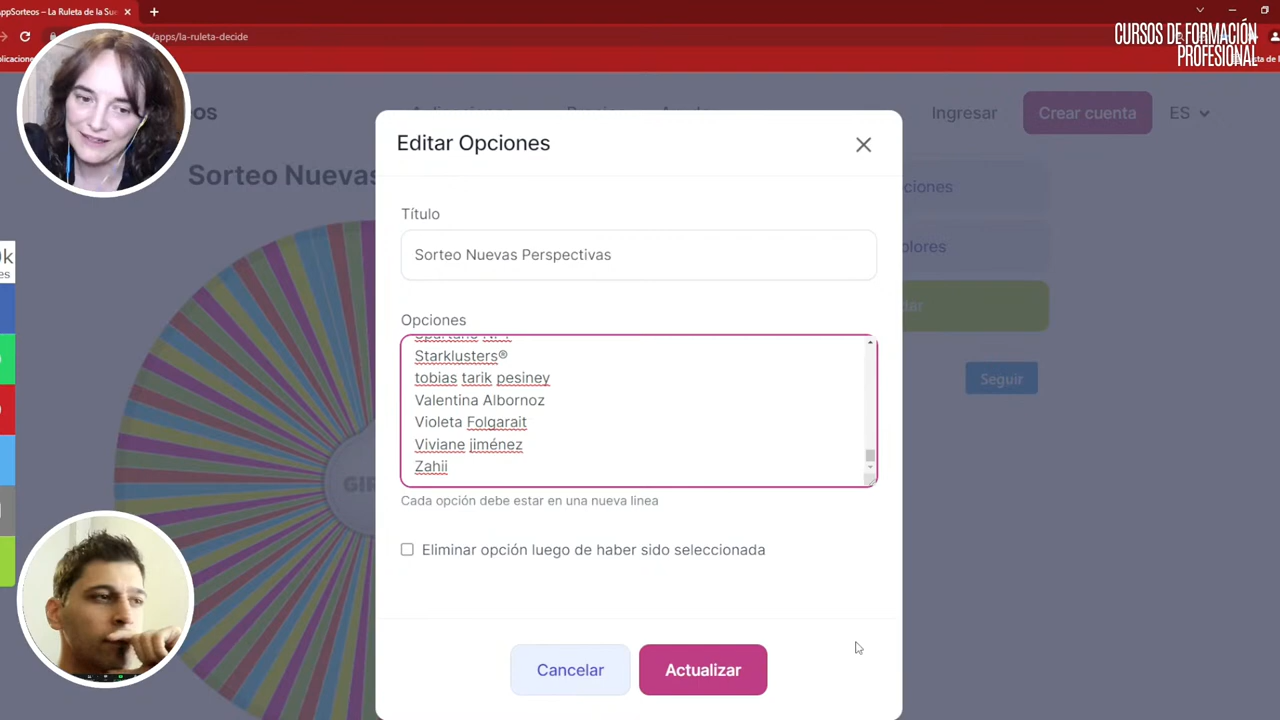 AppSorteos – La Ruleta de la Sue
/apps/la-ruleta-decide
CURSOS DE FORMACIÓN
PROFESIONAL
Ingresar
Crear cuenta
ES
Editar Opciones
Sorteo Nuevas
Título
Sorteo Nuevas Perspectivas
Opciones
Starklusters®
tobias tarik pesiney
Valentina Albornoz
Violeta Folgarait
Viviane jiménez
Zahii
Cada opción debe estar en una nueva linea
Eliminar opción luego de haber sido seleccionada
Cancelar
Actualizar
Seguir